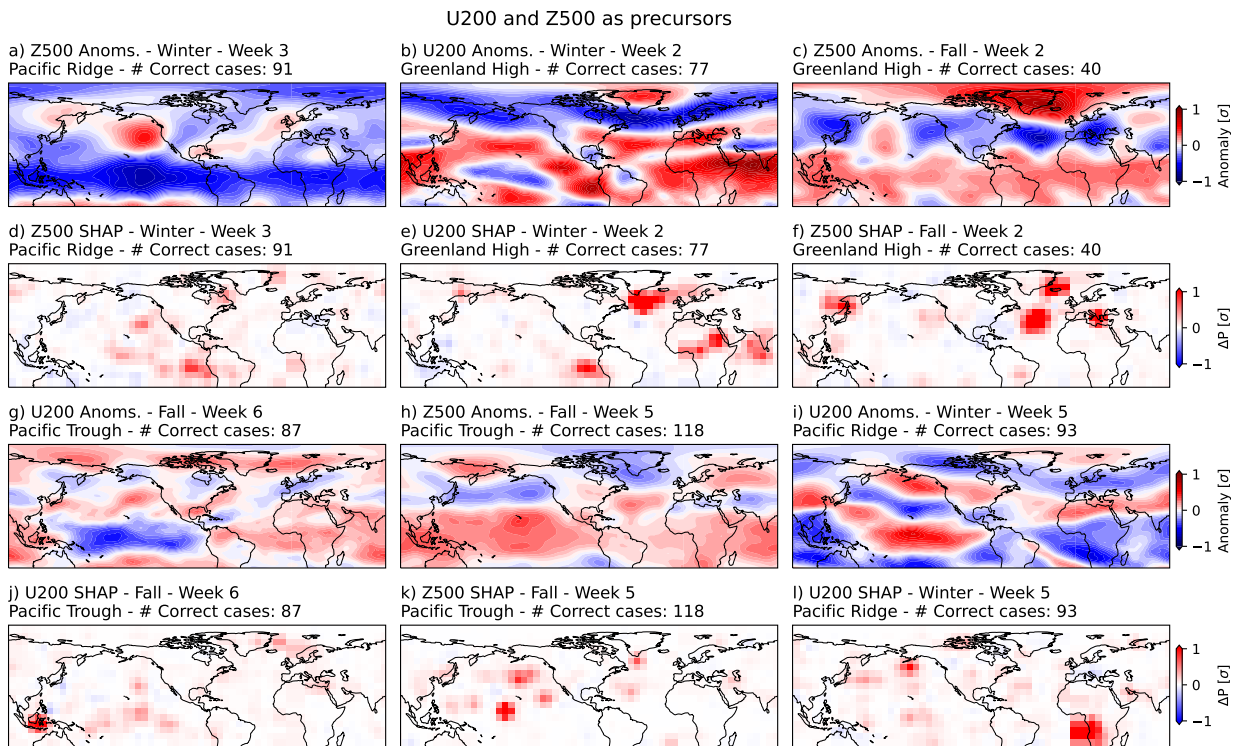 U200 and Z500 as precursors
a) Z500 Anoms. - Winter - Week 3
Pacific Ridge - # Correct cases: 91
b) U200 Anoms. - Winter - Week 2
Greenland High - # Correct cases: 77
c) Z500 Anoms. - Fall - Week 2
Greenland High - # Correct cases: 40
1
0
−1
Anomaly [σ]
d) Z500 SHAP - Winter - Week 3
Pacific Ridge - # Correct cases: 91
e) U200 SHAP - Winter - Week 2
Greenland High - # Correct cases: 77
f) Z500 SHAP - Fall - Week 2
Greenland High - # Correct cases: 40
1
0
−1
ΔP [σ]
g) U200 Anoms. - Fall - Week 6
Pacific Trough - # Correct cases: 87
h) Z500 Anoms. - Fall - Week 5
Pacific Trough - # Correct cases: 118
i) U200 Anoms. - Winter - Week 5
Pacific Ridge - # Correct cases: 93
1
0
−1
Anomaly [σ]
j) U200 SHAP - Fall - Week 6
Pacific Trough - # Correct cases: 87
k) Z500 SHAP - Fall - Week 5
Pacific Trough - # Correct cases: 118
l) U200 SHAP - Winter - Week 5
Pacific Ridge - # Correct cases: 93
1
0
−1
ΔP [σ]